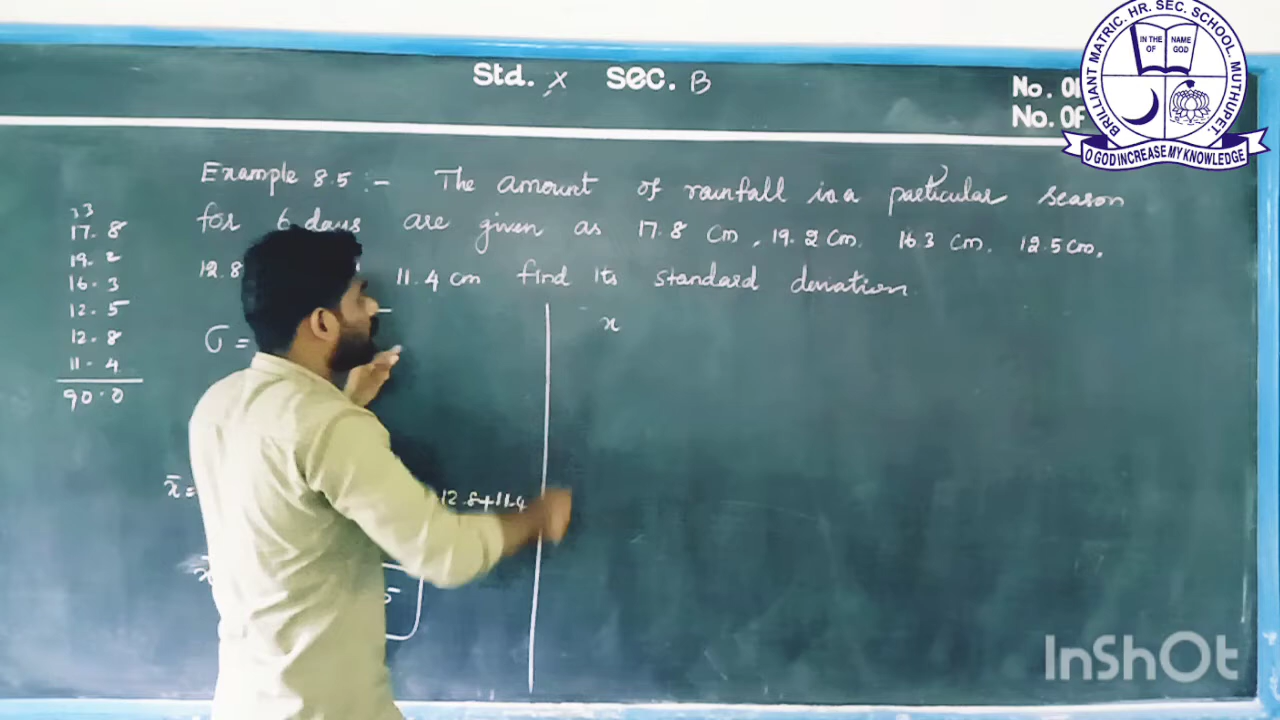 Std. X SEC. B
No. O
No. OF
BRILLIANT MATRIC. HR. SEC. SCHOOL. MUTHUPET.
IN THE NAME
OF GOD
O GOD INCREASE MY KNOWLEDGE
Example 8.5 :- The amount of rainfall in a particular season
for 6 days are given as 17.8 cm, 19.2 cm. 16.3 cm. 12.5 cm,
12.8 11.4 cm find its standard deviation
23
17.8
19.2
16.3
12.5
12.8
11.4
90.0
σ =
x̄ =
12.8+11.4
x̄
5
x
InShOt